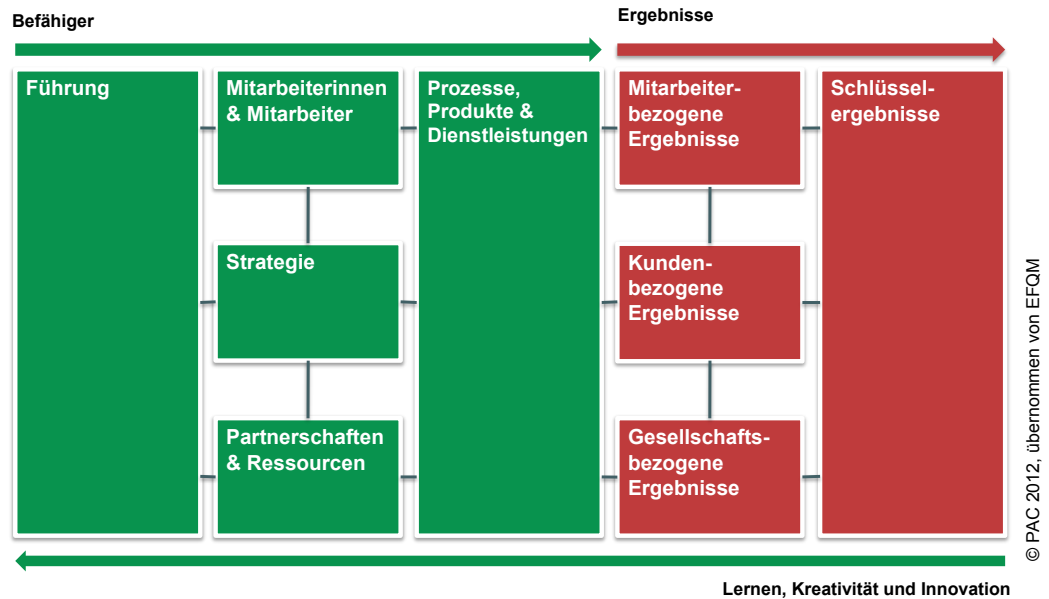 Befähiger
Ergebnisse
Führung
Mitarbeiterinnen
& Mitarbeiter
Prozesse,
Produkte &
Dienstleistungen
Mitarbeiter-
bezogene
Ergebnisse
Schlüssel-
ergebnisse
Strategie
Kunden-
bezogene
Ergebnisse
Partnerschaften
& Ressourcen
Gesellschafts-
bezogene
Ergebnisse
Lernen, Kreativität und Innovation
© PAC 2012, übernommen von EFQM